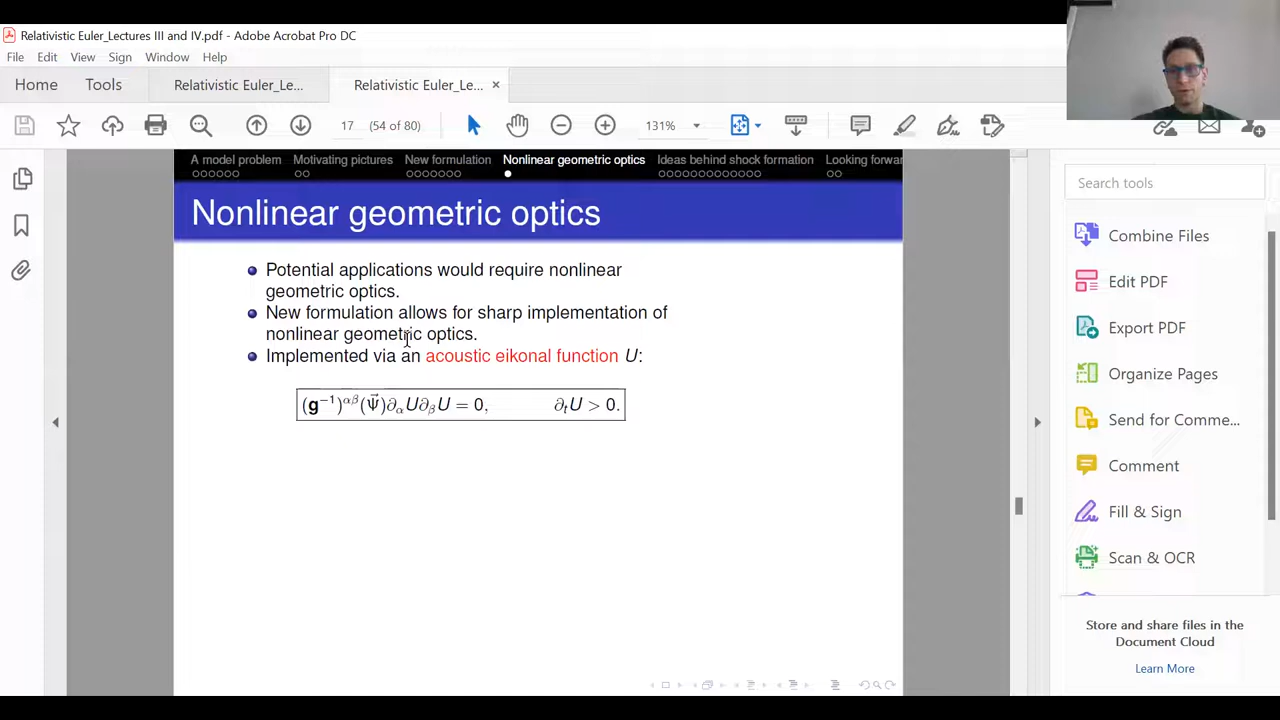 Relativistic Euler_Lectures III and IV.pdf - Adobe Acrobat Pro DC
File Edit View Sign Window Help
Home Tools Relativistic Euler_Le... Relativistic Euler_Le... ×
17 (54 of 80) 131%
A model problem Motivating pictures New formulation Nonlinear geometric optics Ideas behind shock formation Looking forwa
Nonlinear geometric optics
Potential applications would require nonlinear
geometric optics.
New formulation allows for sharp implementation of
nonlinear geometric optics.
Implemented via an acoustic eikonal function U:
(g⁻¹)^{αβ}(Ψ⃗)∂_αU∂_βU = 0, ∂_tU > 0.
Search tools
Combine Files
Edit PDF
Export PDF
Organize Pages
Send for Comme...
Comment
Fill & Sign
Scan & OCR
Store and share files in the
Document Cloud
Learn More